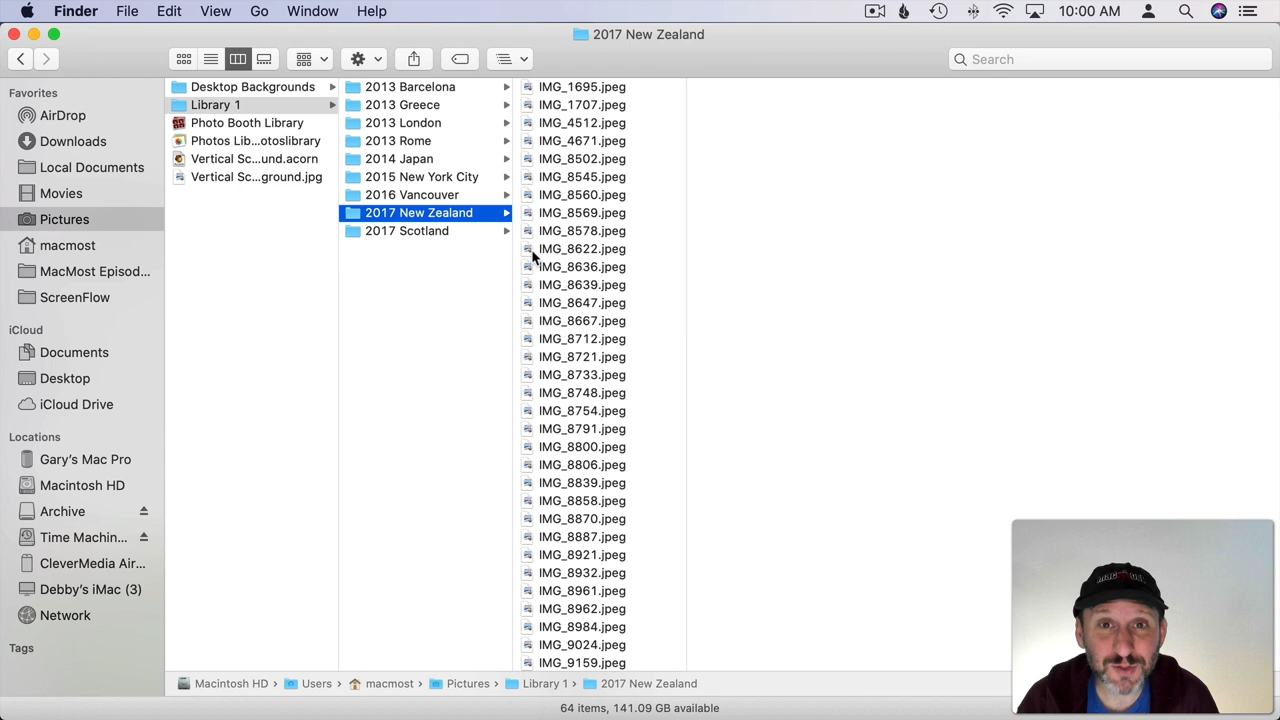 Finder File Edit View Go Window Help 10:00 AM
2017 New Zealand
Search
Favorites
AirDrop
Downloads
Local Documents
Movies
Pictures
macmost
MacMost Episod...
ScreenFlow
iCloud
Documents
Desktop
iCloud Drive
Locations
Gary's Mac Pro
Macintosh HD
Archive
Time Machin...
CleverMedia Air...
Debby's iMac (3)
Network
Tags
Desktop Backgrounds
Library 1
Photo Booth Library
Photos Lib...otoslibrary
Vertical Sc...und.acorn
Vertical Sc...ground.jpg
2013 Barcelona
2013 Greece
2013 London
2013 Rome
2014 Japan
2015 New York City
2016 Vancouver
2017 New Zealand
2017 Scotland
IMG_1695.jpeg
IMG_1707.jpeg
IMG_4512.jpeg
IMG_4671.jpeg
IMG_8502.jpeg
IMG_8545.jpeg
IMG_8560.jpeg
IMG_8569.jpeg
IMG_8578.jpeg
IMG_8622.jpeg
IMG_8636.jpeg
IMG_8639.jpeg
IMG_8647.jpeg
IMG_8667.jpeg
IMG_8712.jpeg
IMG_8721.jpeg
IMG_8733.jpeg
IMG_8748.jpeg
IMG_8754.jpeg
IMG_8791.jpeg
IMG_8800.jpeg
IMG_8806.jpeg
IMG_8839.jpeg
IMG_8858.jpeg
IMG_8870.jpeg
IMG_8887.jpeg
IMG_8921.jpeg
IMG_8932.jpeg
IMG_8961.jpeg
IMG_8962.jpeg
IMG_8984.jpeg
IMG_9024.jpeg
IMG_9159.jpeg
Macintosh HD › Users › macmost › Pictures › Library 1 › 2017 New Zealand
64 items, 141.09 GB available